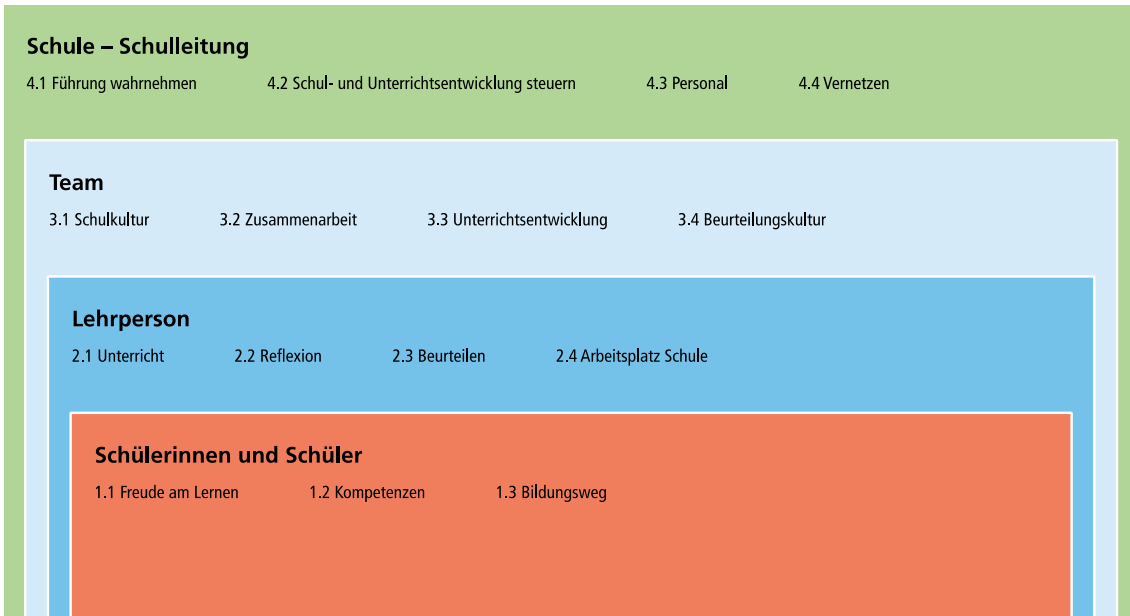 Schule – Schulleitung
4.1 Führung wahrnehmen 4.2 Schul- und Unterrichtsentwicklung steuern 4.3 Personal 4.4 Vernetzen
Team
3.1 Schulkultur 3.2 Zusammenarbeit 3.3 Unterrichtsentwicklung 3.4 Beurteilungskultur
Lehrperson
2.1 Unterricht 2.2 Reflexion 2.3 Beurteilen 2.4 Arbeitsplatz Schule
Schülerinnen und Schüler
1.1 Freude am Lernen 1.2 Kompetenzen 1.3 Bildungsweg